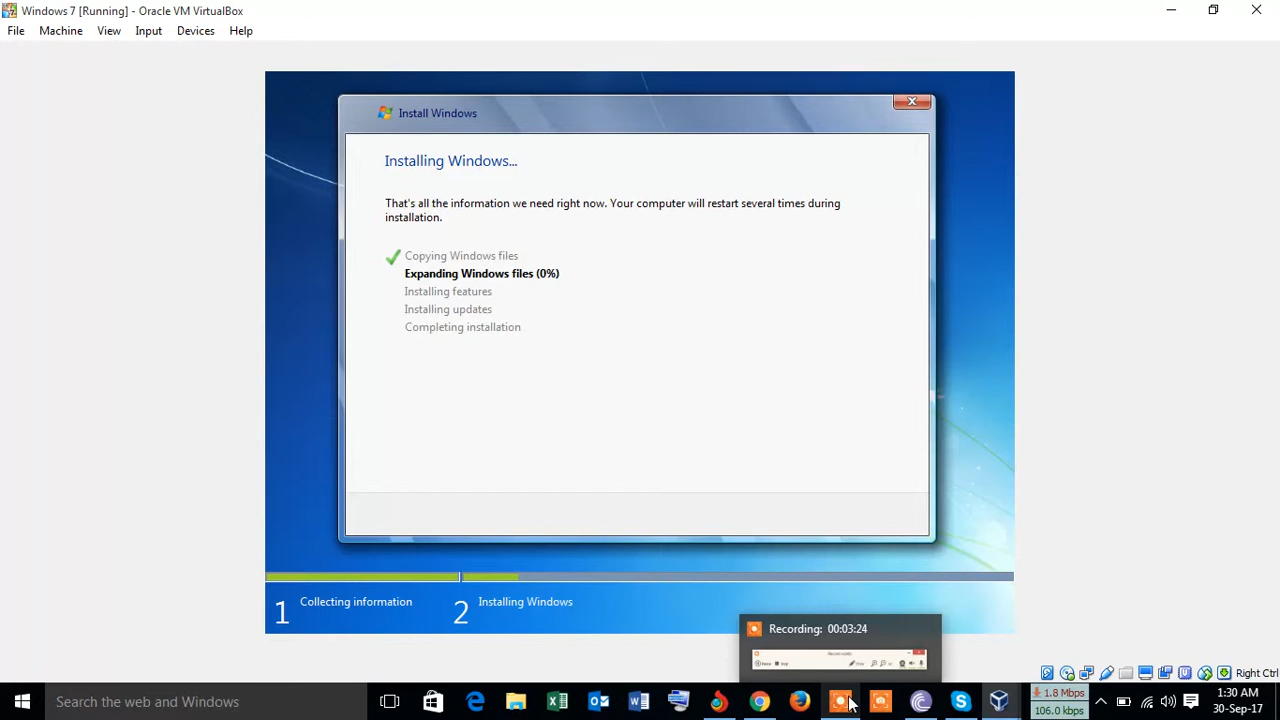 Windows 7 [Running] - Oracle VM VirtualBox
File Machine View Input Devices Help
Install Windows
Installing Windows...
That's all the information we need right now. Your computer will restart several times during
installation.
Copying Windows files
Expanding Windows files (0%)
Installing features
Installing updates
Completing installation
1 Collecting information
2 Installing Windows
Recording: 00:03:24
Right Ctrl
Search the web and Windows
1.8 Mbps
106.0 kbps
1:30 AM
30-Sep-17